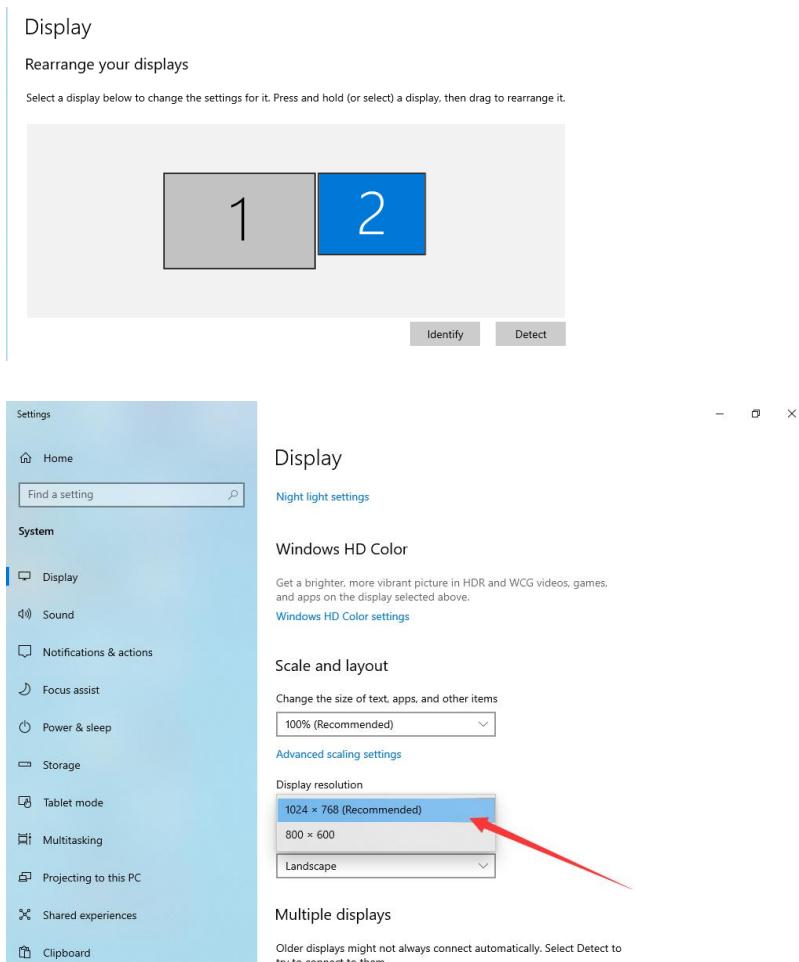 Display
Rearrange your displays
Select a display below to change the settings for it. Press and hold (or select) a display, then drag to rearrange it.
1
2
Identify
Detect
Settings
Home
Find a setting
System
Display
Sound
Notifications & actions
Focus assist
Power & sleep
Storage
Tablet mode
Multitasking
Projecting to this PC
Shared experiences
Clipboard
Display
Night light settings
Windows HD Color
Get a brighter, more vibrant picture in HDR and WCG videos, games,
and apps on the display selected above.
Windows HD Color settings
Scale and layout
Change the size of text, apps, and other items
100% (Recommended)
Advanced scaling settings
Display resolution
1024 × 768 (Recommended)
800 × 600
Landscape
Multiple displays
Older displays might not always connect automatically. Select Detect to
try to connect to them.